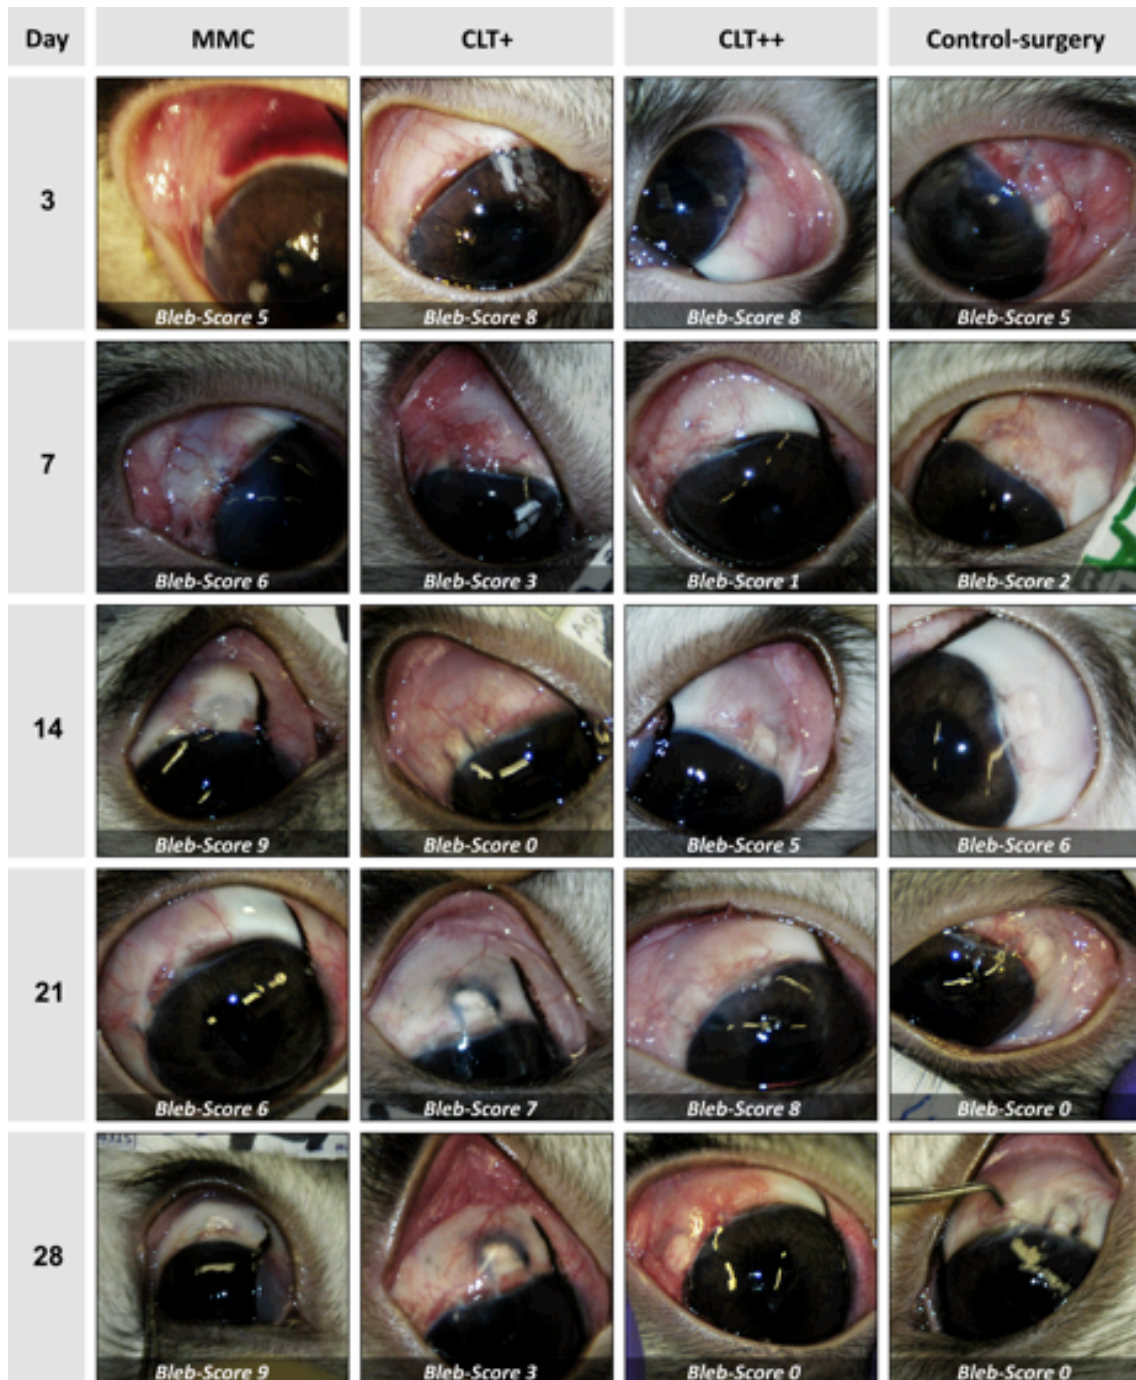 Day MMC CLT+ CLT++ Control-surgery
3
Bleb-Score 5 Bleb-Score 8 Bleb-Score 8 Bleb-Score 5
7
Bleb-Score 6 Bleb-Score 3 Bleb-Score 1 Bleb-Score 2
14
Bleb-Score 9 Bleb-Score 0 Bleb-Score 5 Bleb-Score 6
21
Bleb-Score 6 Bleb-Score 7 Bleb-Score 8 Bleb-Score 0
28
Bleb-Score 9 Bleb-Score 3 Bleb-Score 0 Bleb-Score 0